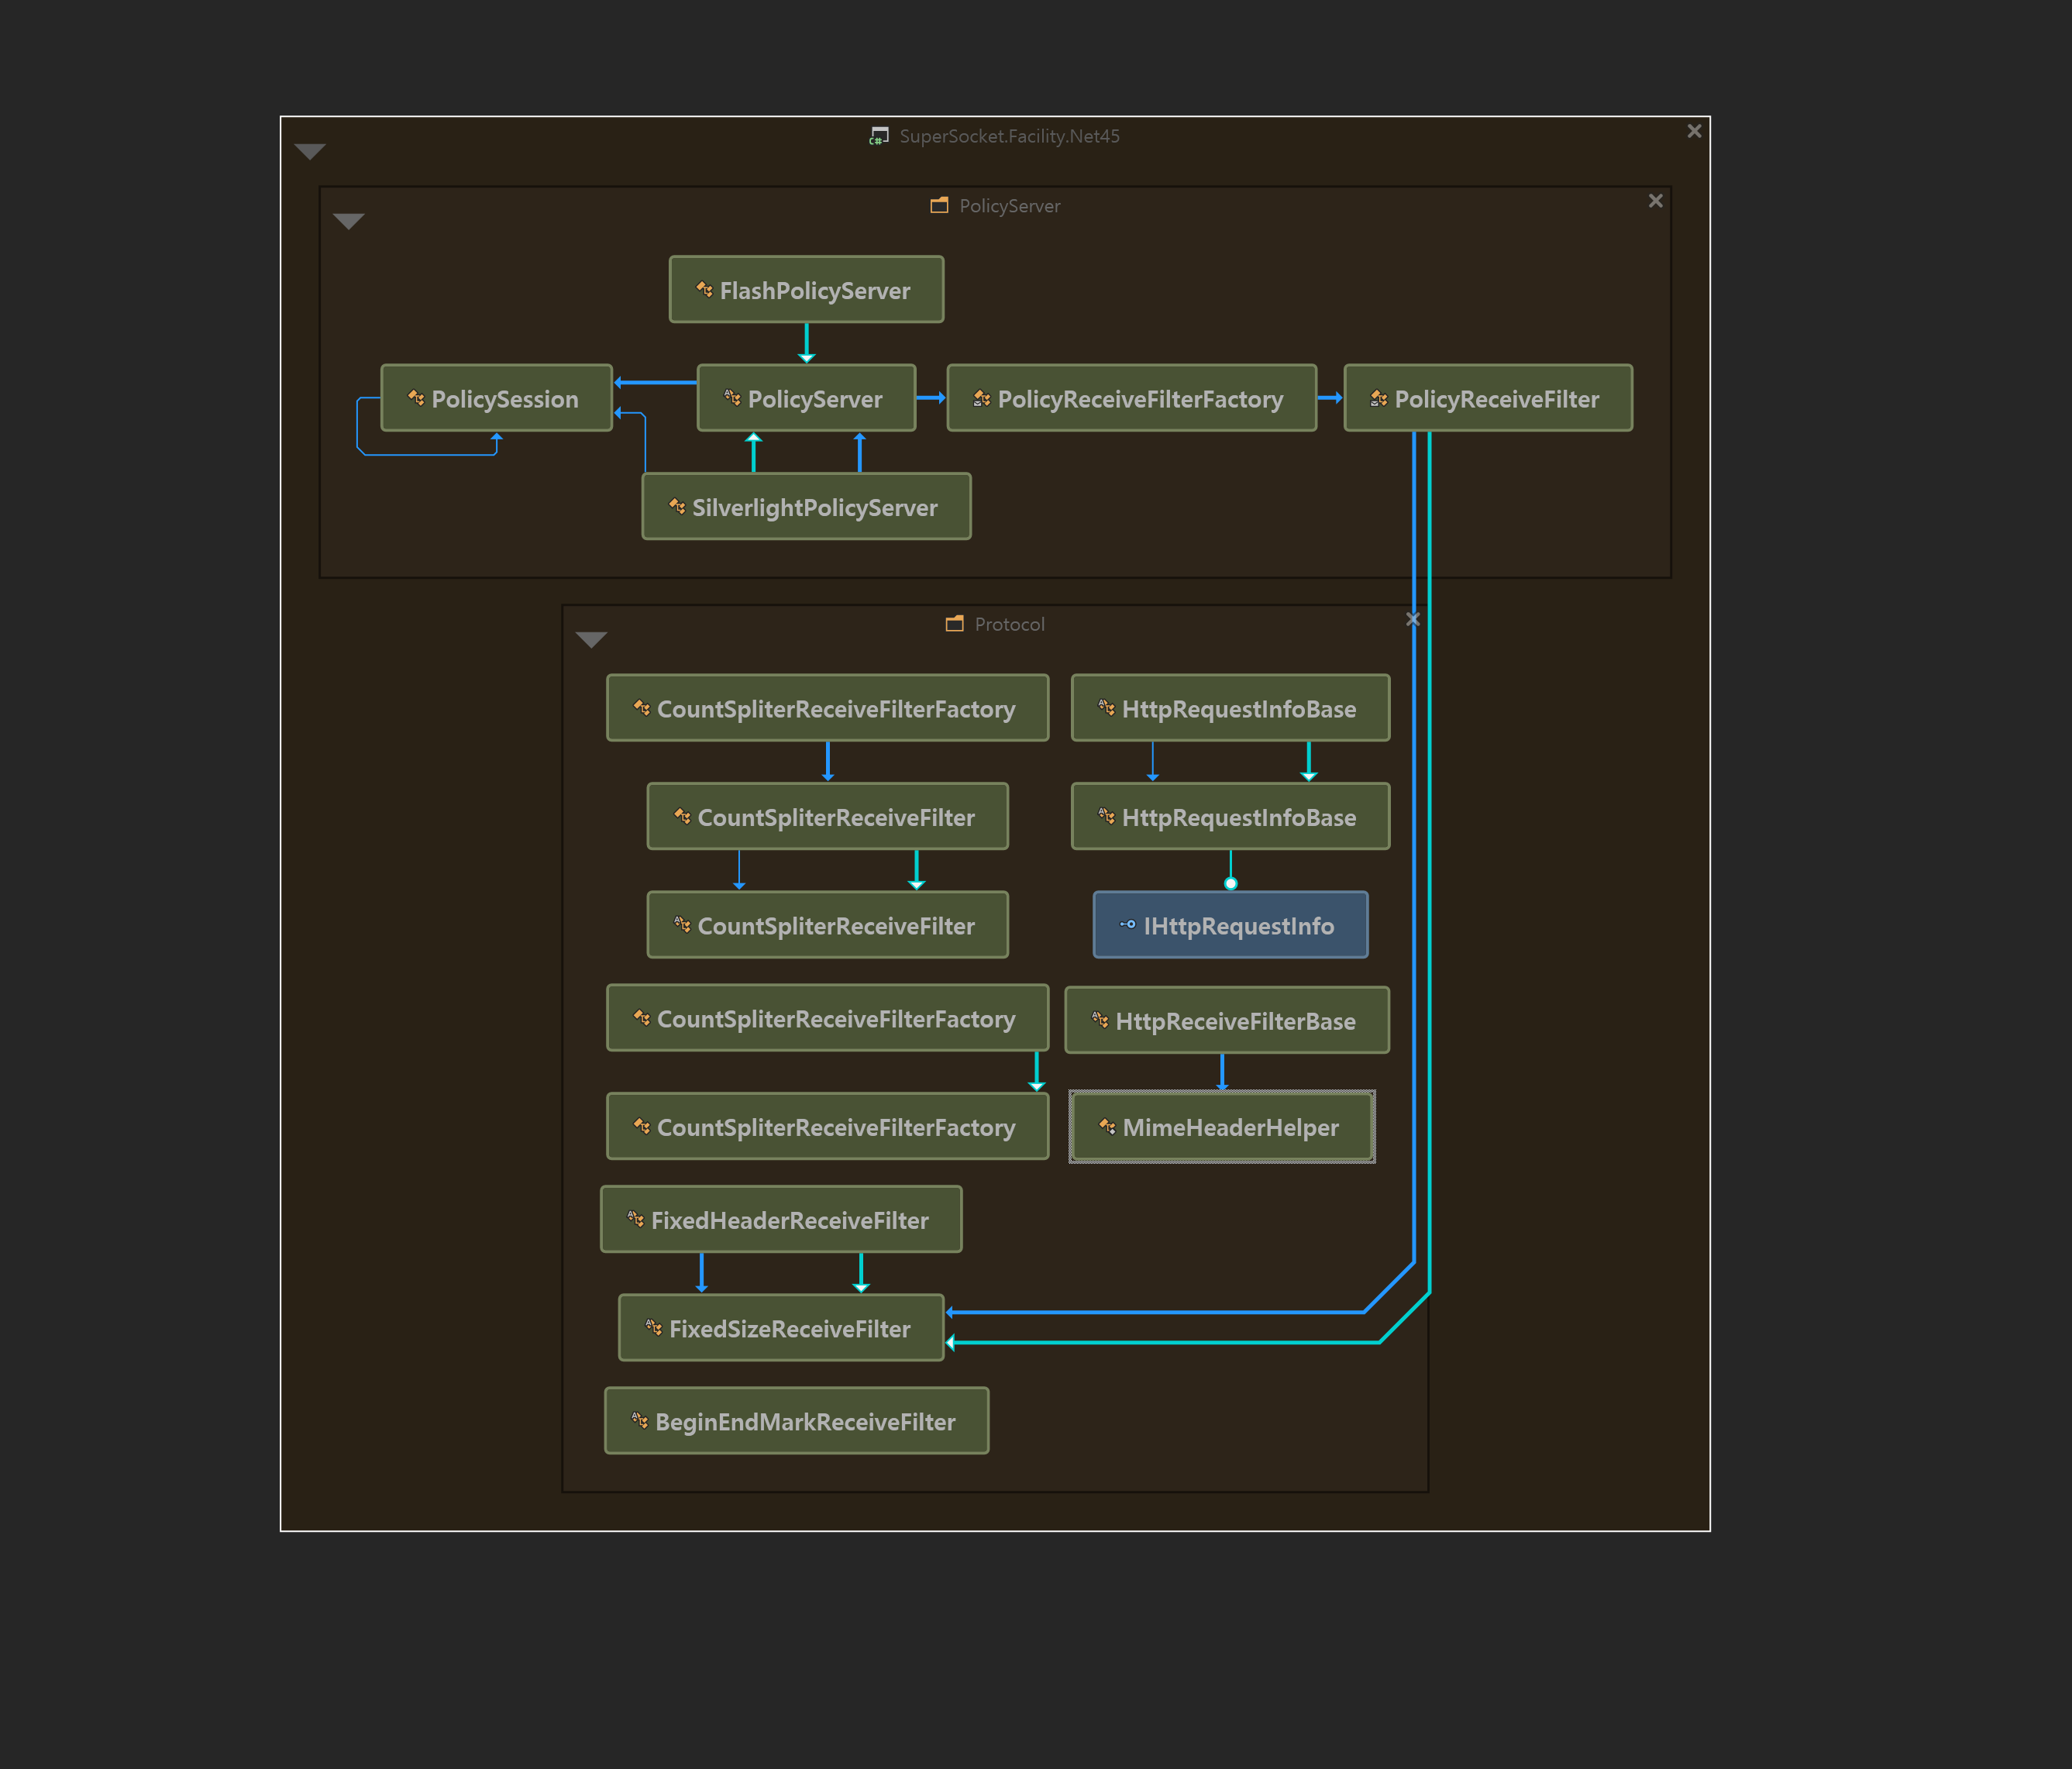 SuperSocket.Facility.Net45
PolicyServer
FlashPolicyServer
PolicySession
PolicyServer
PolicyReceiveFilterFactory
PolicyReceiveFilter
SilverlightPolicyServer
Protocol
CountSpliterReceiveFilterFactory
HttpRequestInfoBase
CountSpliterReceiveFilter
HttpRequestInfoBase
CountSpliterReceiveFilter
IHttpRequestInfo
CountSpliterReceiveFilterFactory
HttpReceiveFilterBase
CountSpliterReceiveFilterFactory
MimeHeaderHelper
FixedHeaderReceiveFilter
FixedSizeReceiveFilter
BeginEndMarkReceiveFilter